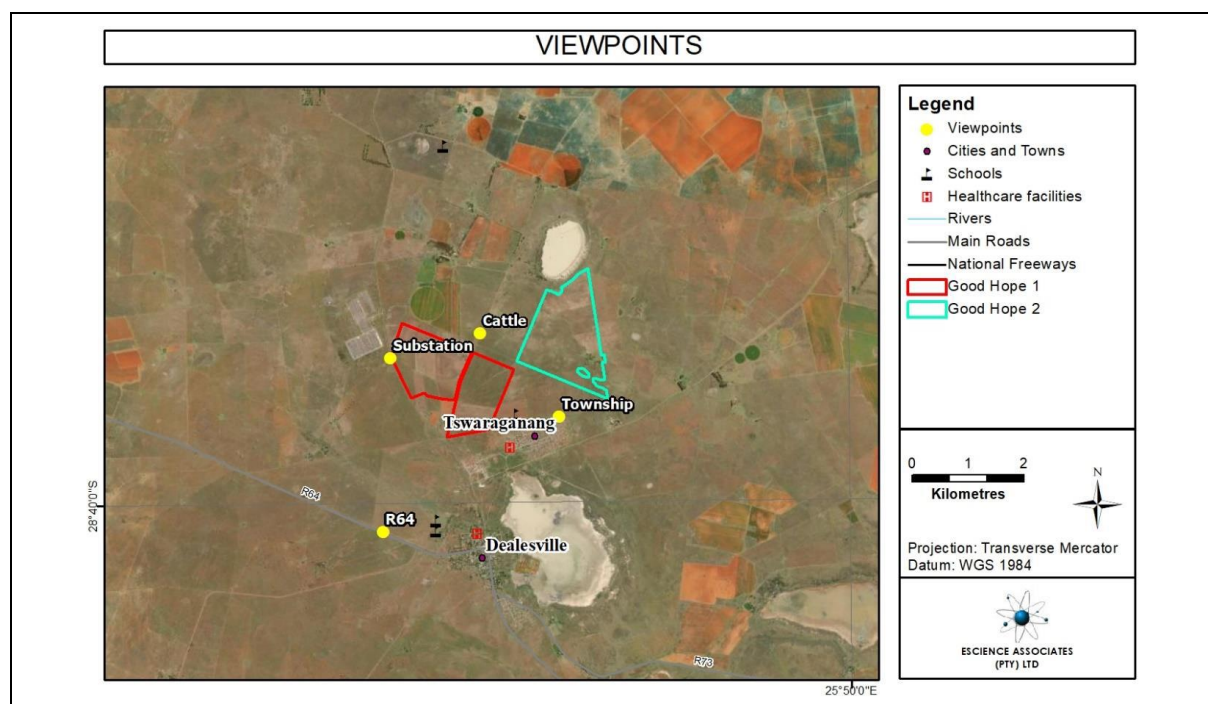 VIEWPOINTS
Cattle
Substation
Township
Tswaraganang
R64
R64
Dealesville
R73
28°40'0"S
25°50'0"E
Legend
Viewpoints
Cities and Towns
Schools
H Healthcare facilities
Rivers
Main Roads
National Freeways
Good Hope 1
Good Hope 2
0 1 2
Kilometres
N
Projection: Transverse Mercator
Datum: WGS 1984
ESCIENCE ASSOCIATES
(PTY) LTD